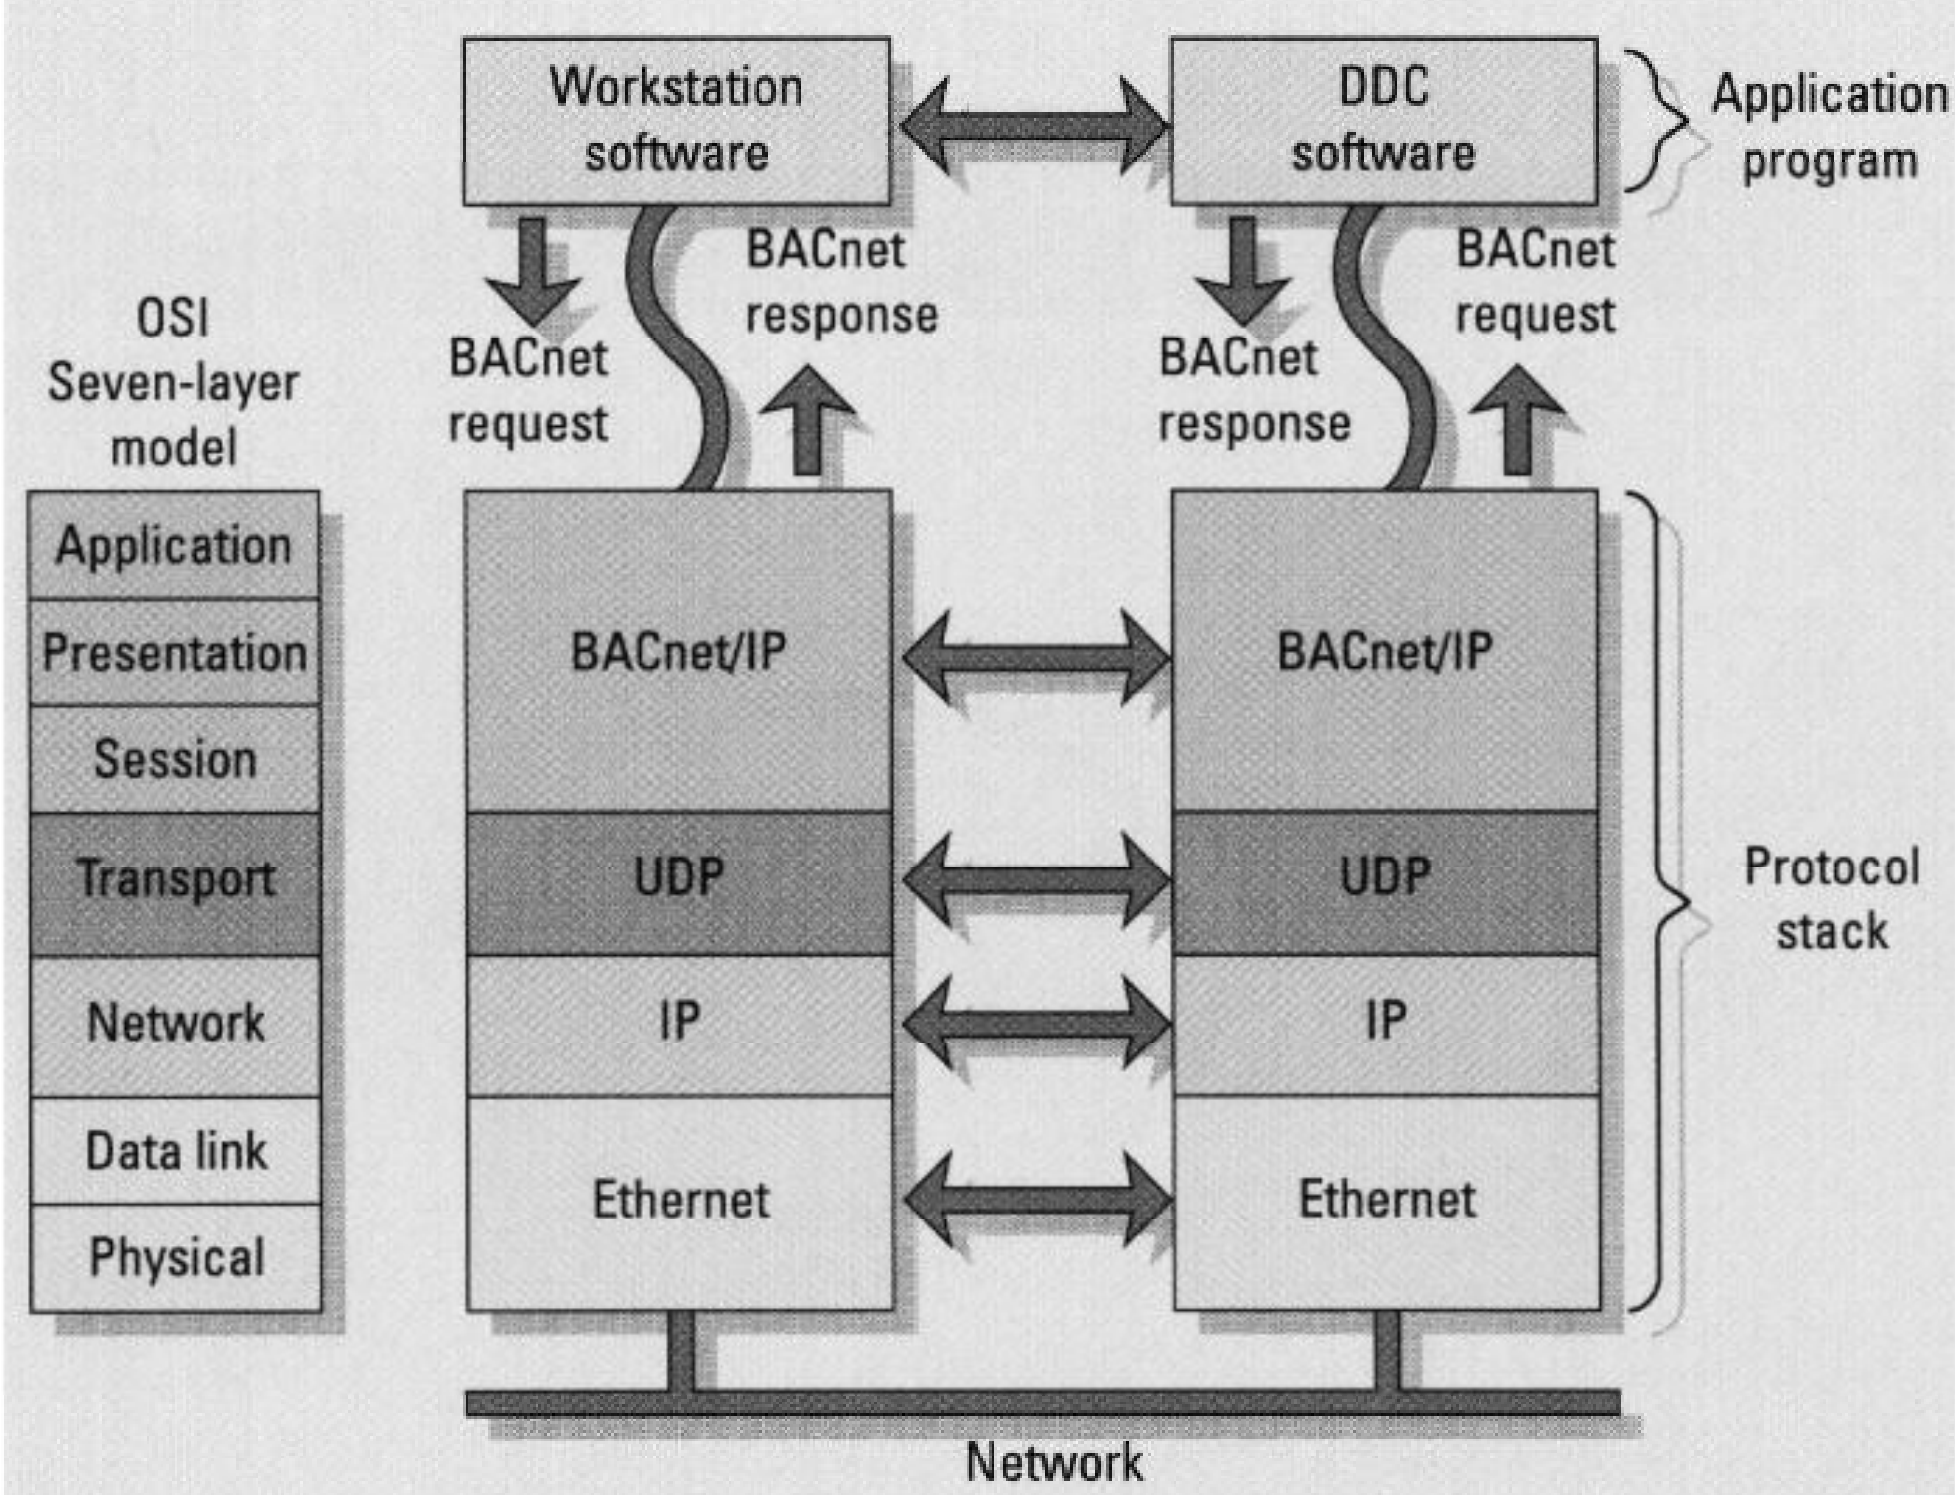 Workstation
software
DDC
software
Application
program
BACnet
request
BACnet
response
BACnet
response
BACnet
request
OSI
Seven-layer
model
Application
Presentation
Session
Transport
Network
Data link
Physical
BACnet/IP
UDP
IP
Ethernet
BACnet/IP
UDP
IP
Ethernet
Protocol
stack
Network